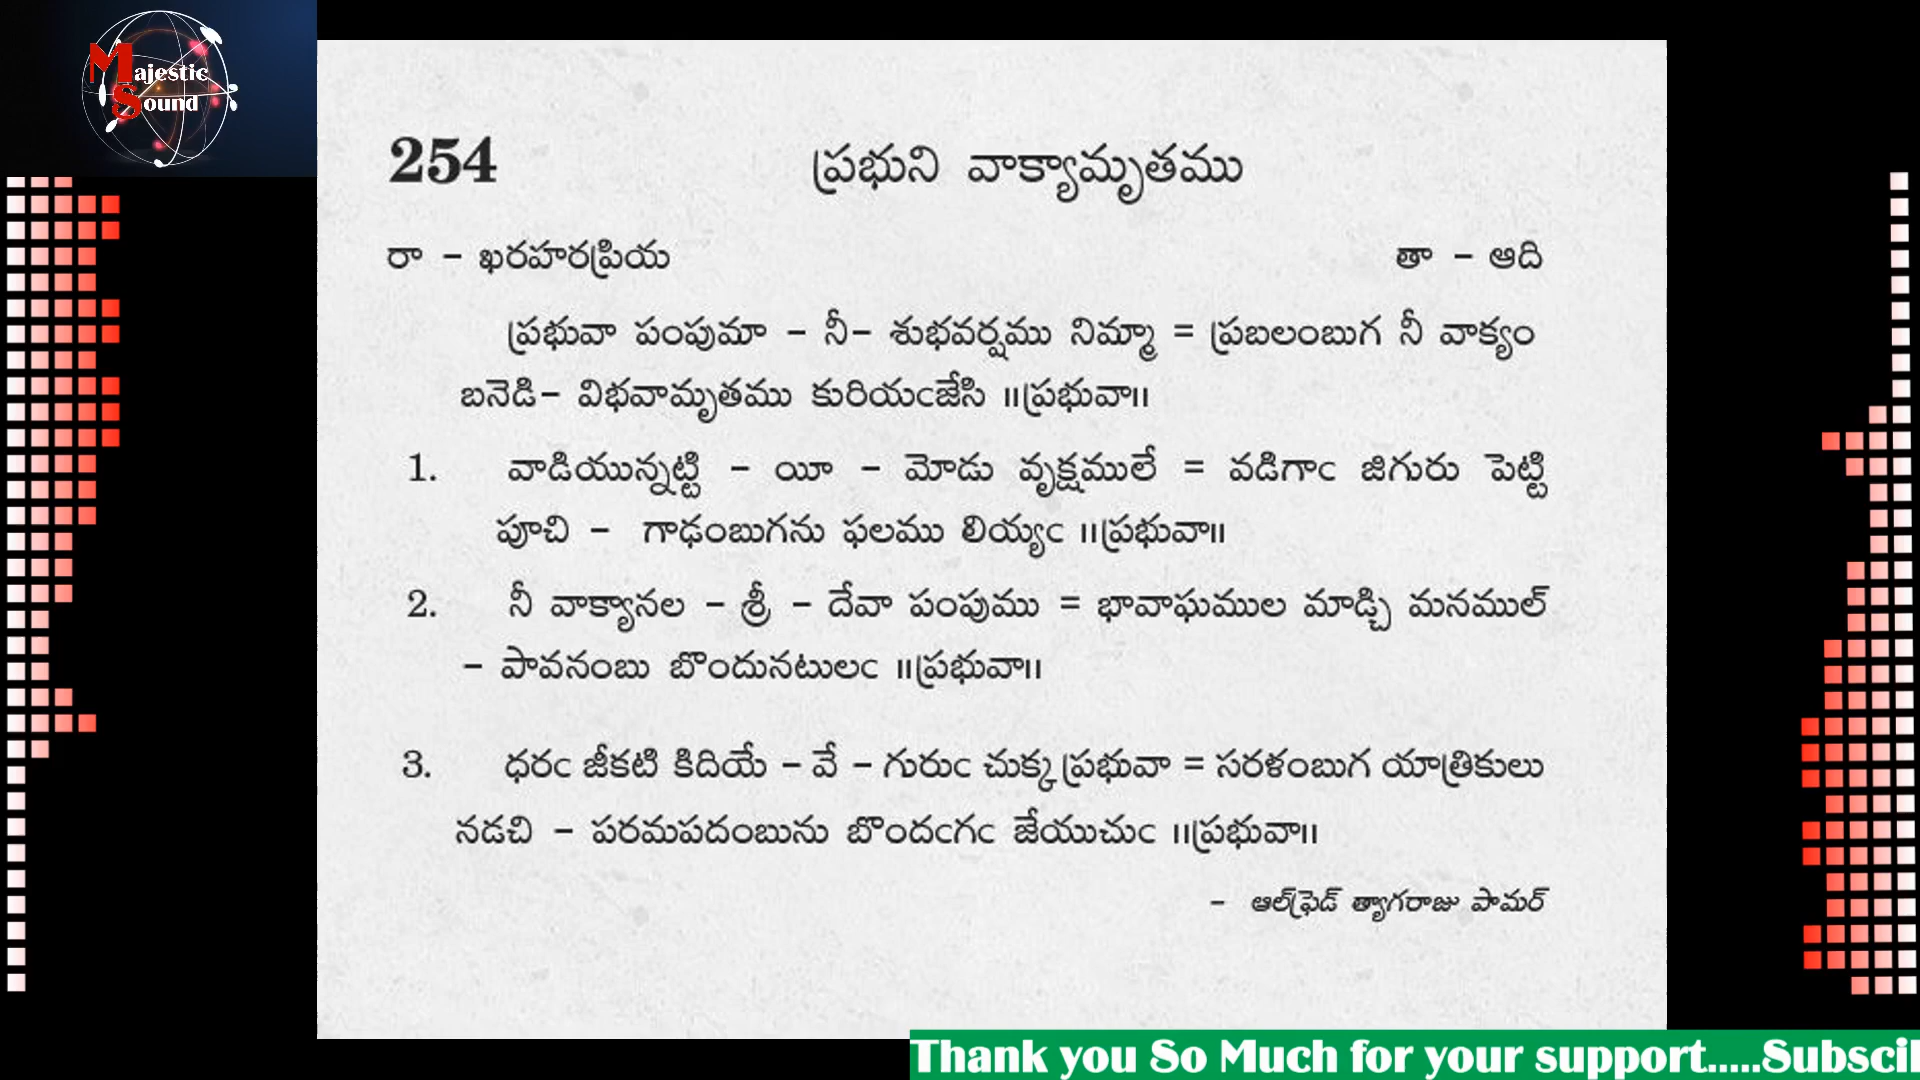 Majestic
Sound
254 ప్రభుని వాక్యామృతము
రా - ఖరహరప్రియ తా - ఆది
ప్రభువా పంపుమా - నీ- శుభవర్షము నిమ్మా = ప్రబలంబుగ నీ వాక్యం
బనెడి- విభవామృతము కురియఁజేసి ॥ప్రభువా॥
1. వాడియున్నట్టి - యీ - మోడు వృక్షములే = వడిగాఁ జిగురు పెట్టి
పూచి - గాఢంబుగను ఫలము లియ్యఁ ॥ప్రభువా॥
2. నీ వాక్యానల - శ్రీ - దేవా పంపుము = భావాఘముల మాడ్చి మనముల్
- పావనంబు బొందునటులఁ ॥ప్రభువా॥
3. ధరఁ జీకటి కిదియే - వే - గురుఁ చుక్క ప్రభువా = సరళంబుగ యాత్రికులు
నడచి - పరమపదంబును బొందఁగఁ జేయుచుఁ ॥ప్రభువా॥
- ఆల్‌ఫ్రెడ్ త్యాగరాజు పామర్
Thank you So Much for your support.....Subscil